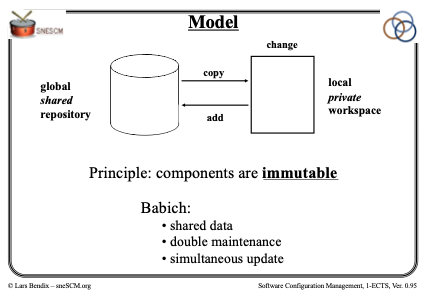 SNESCM
Model
change
copy
global
shared
repository
local
private
workspace
add
Principle: components are immutable
Babich:
• shared data
• double maintenance
• simultaneous update
© Lars Bendix – sneSCM.org
Software Configuration Management, 1-ECTS, Ver. 0.95